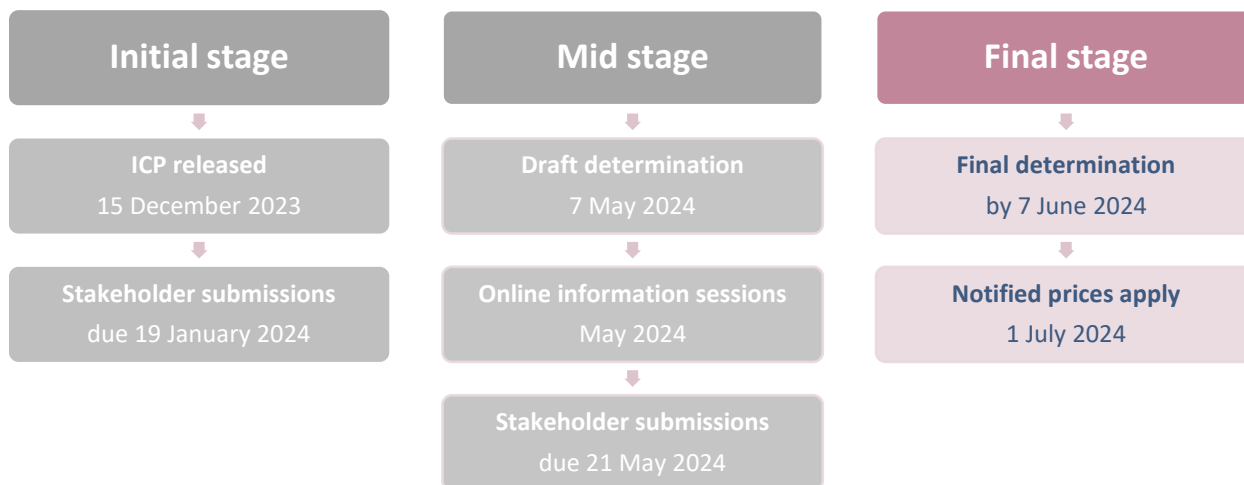 Initial stage
ICP released
15 December 2023
Stakeholder submissions
due 19 January 2024
Mid stage
Draft determination
7 May 2024
Online information sessions
May 2024
Stakeholder submissions
due 21 May 2024
Final stage
Final determination
by 7 June 2024
Notified prices apply
1 July 2024